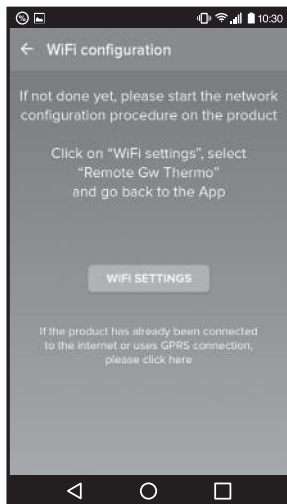 10:30
WiFi configuration
If not done yet, please start the network
configuration procedure on the product
Click on “WiFi settings”, select
“Remote Gw Thermo”
and go back to the App
WIFI SETTINGS
If the product has already been connected
to the internet or uses GPRS connection,
please click here